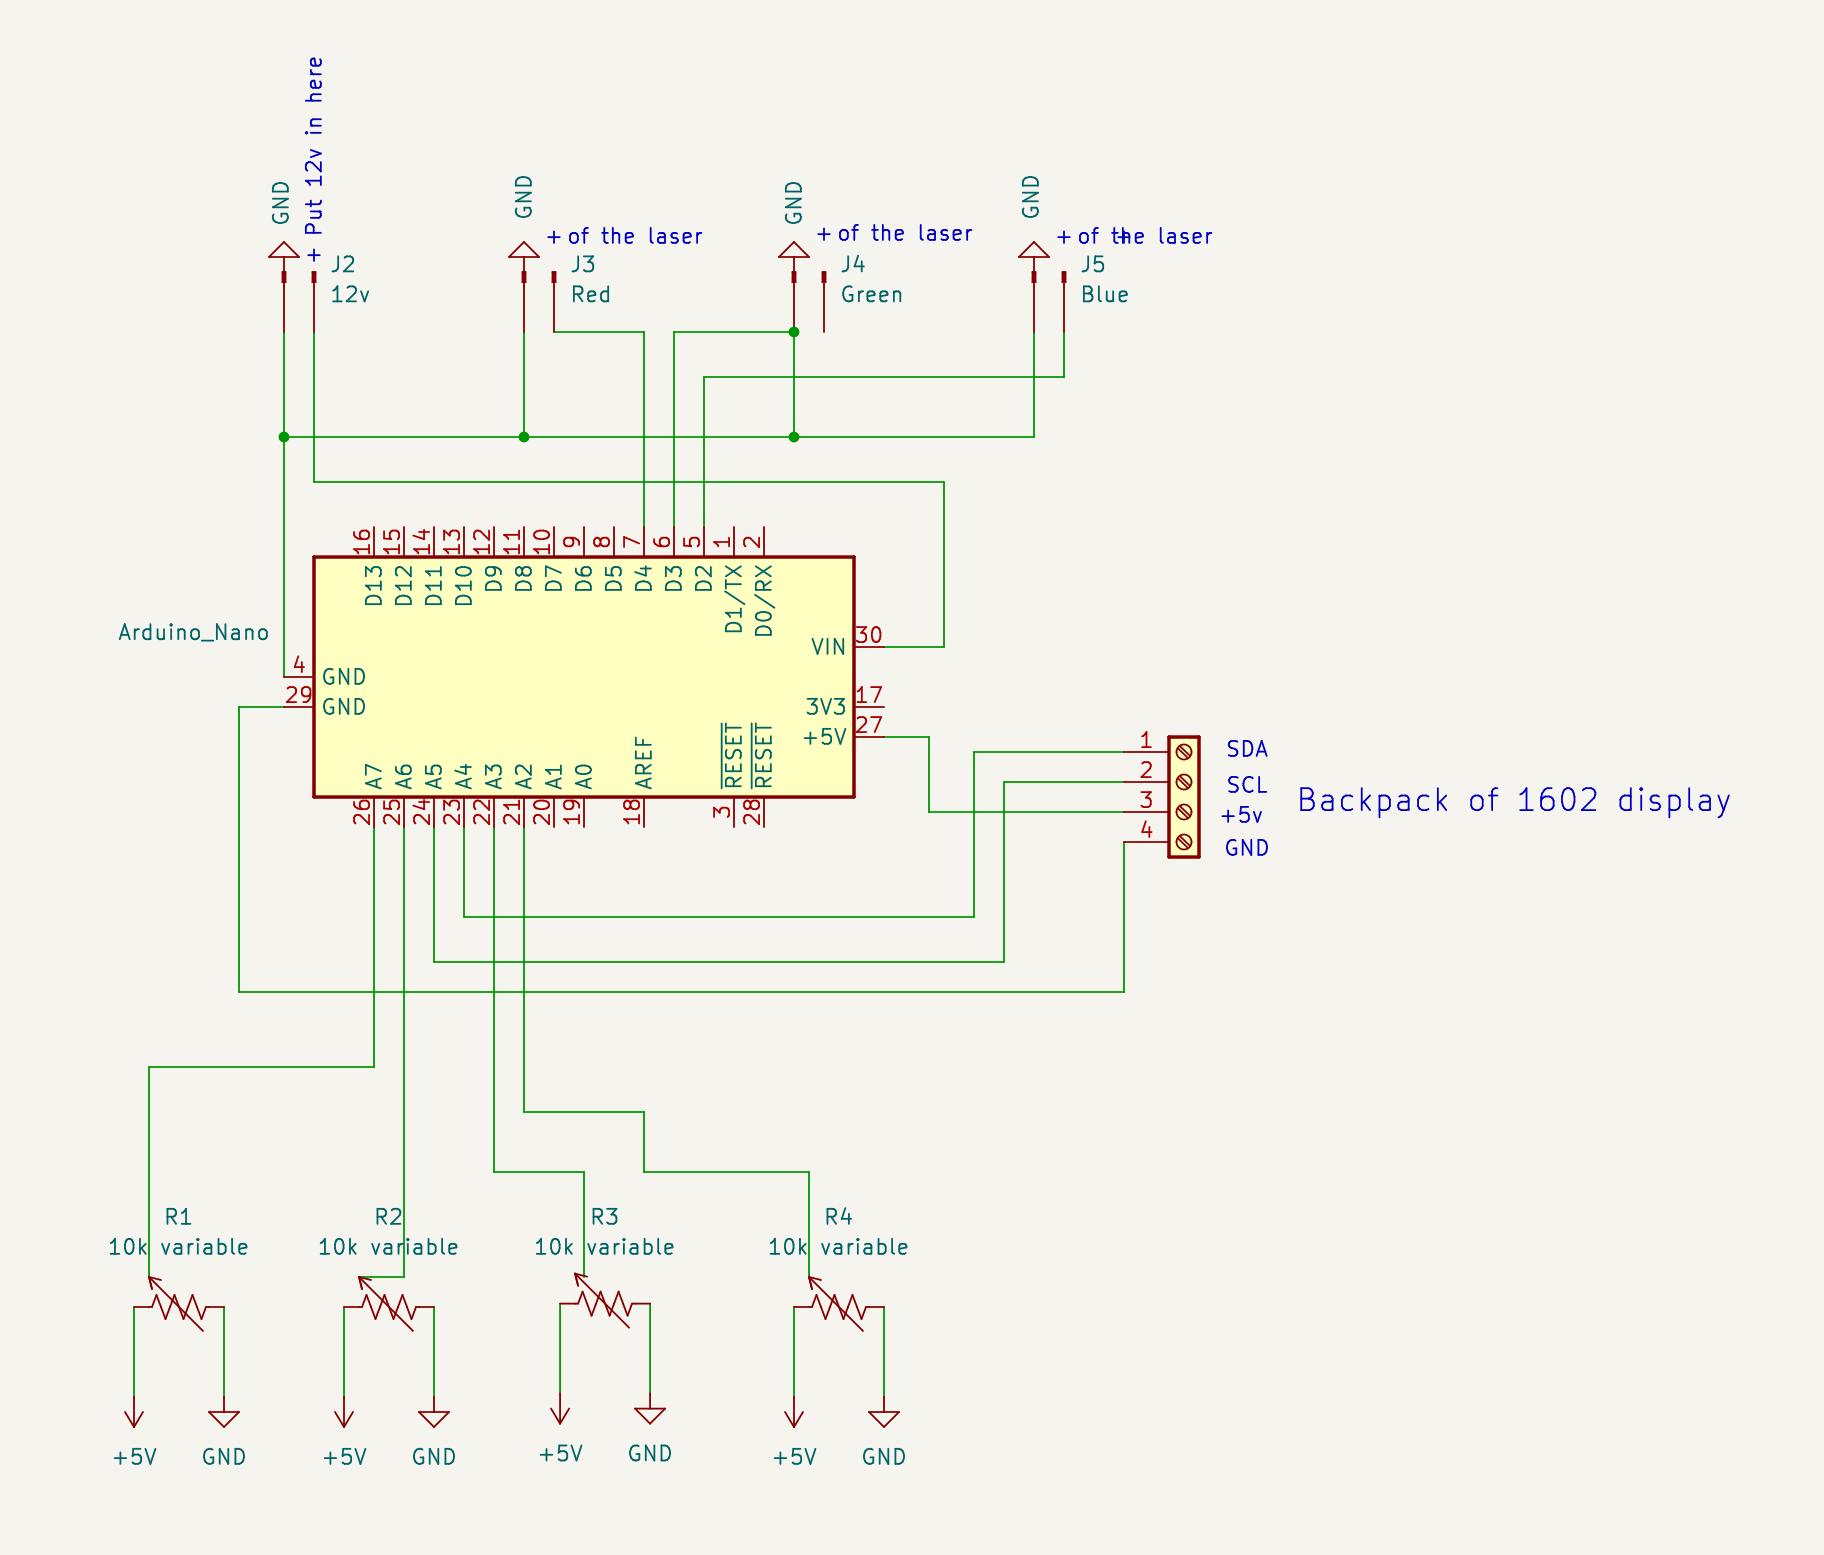 + Put 12v in here
GND
GND
GND
GND
+ of the laser
+ of the laser
+ of the laser
+
J2
12v
J3
Red
J4
Green
J5
Blue
16 15 14 13 12 11 10 9 8 7 6 5 1 2
D13 D12 D11 D10 D9 D8 D7 D6 D5 D4 D3 D2 D1/TX D0/RX
Arduino_Nano
VIN 30
4 GND
29 GND
3V3 17
+5V 27
A7 A6 A5 A4 A3 A2 A1 A0 AREF RESET RESET
26 25 24 23 22 21 20 19 18 3 28
1 SDA
2 SCL
3 +5v
4 GND
Backpack of 1602 display
R1
10k variable
R2
10k variable
R3
10k variable
R4
10k variable
+5V GND
+5V GND
+5V GND
+5V GND